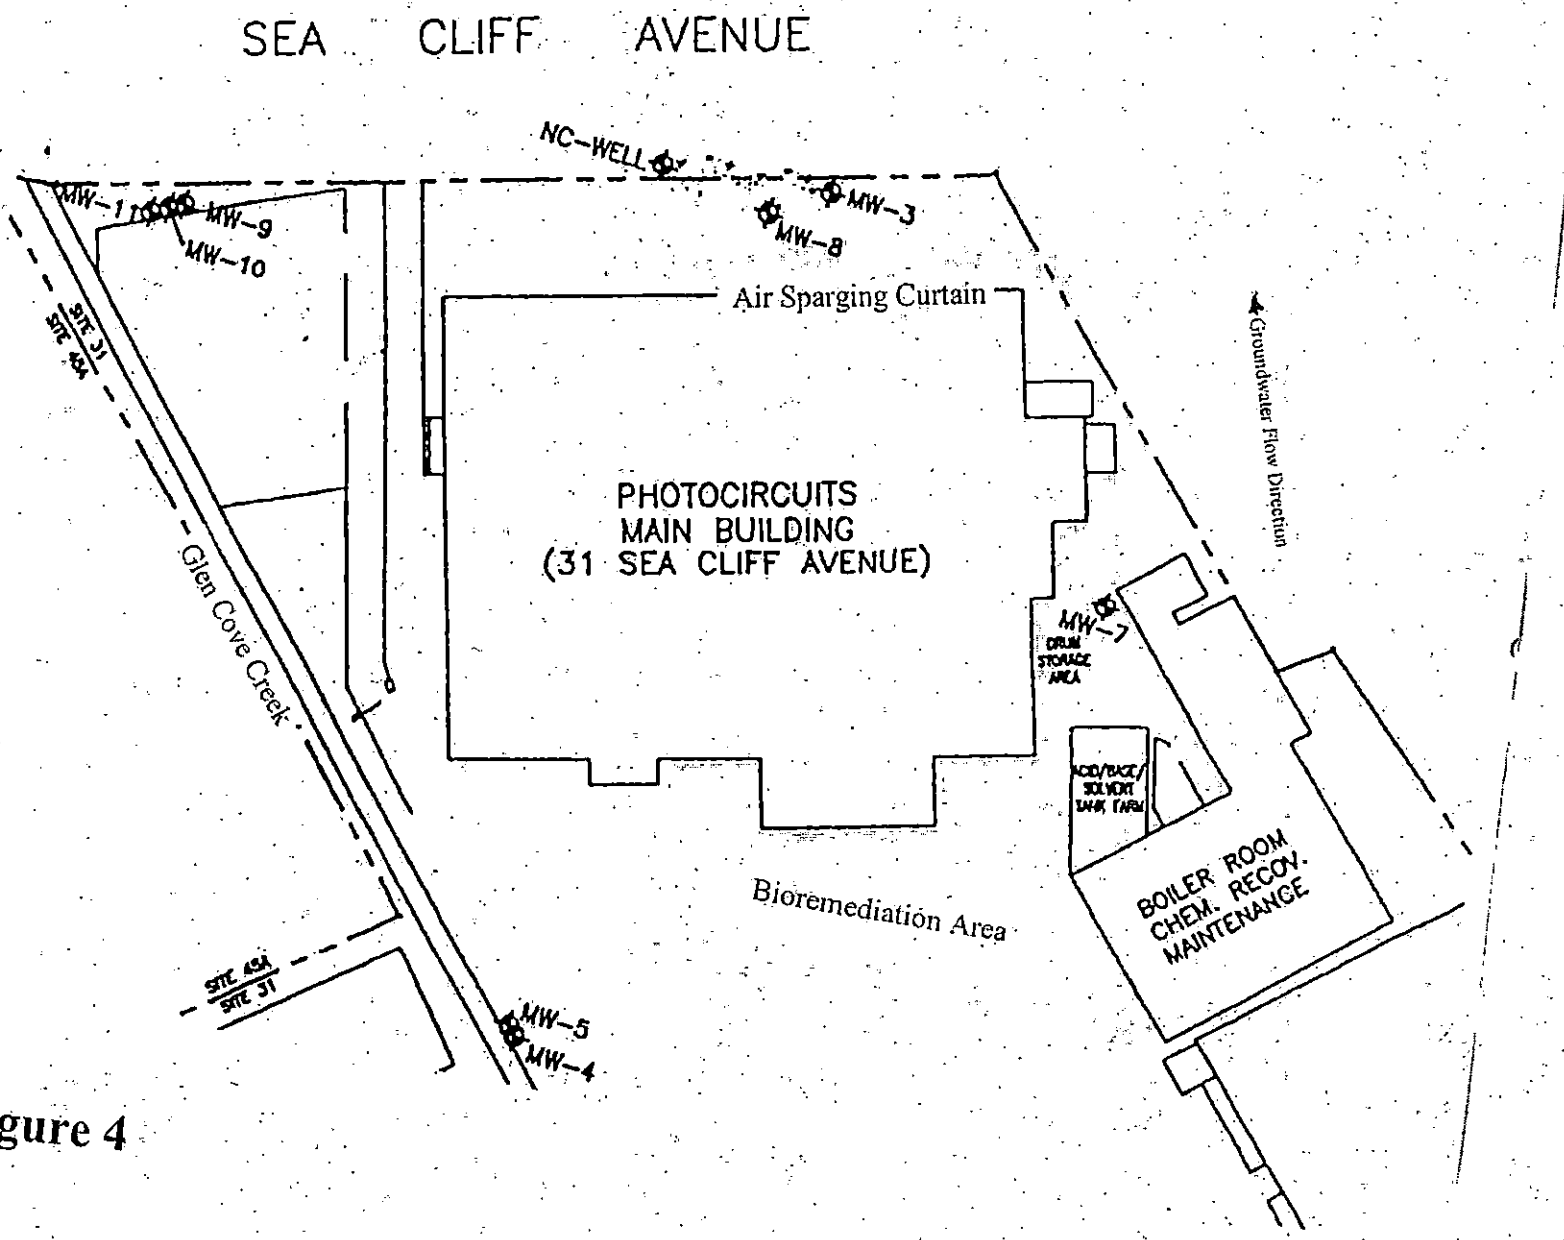 SEA CLIFF AVENUE
NC-WELL
MW-11
MW-9
MW-10
MW-3
MW-8
Air Sparging Curtain
SITE 31
SITE 45A
Groundwater Flow Direction
PHOTOCIRCUITS
MAIN BUILDING
(31 SEA CLIFF AVENUE)
Glen Cove Creek
MW-7
DRUM
STORAGE
AREA
ACID/BASE/
SOLVENT
TANK FARM
BOILER ROOM
CHEM. RECOV.
MAINTENANCE
Bioremediation Area
SITE 45A
SITE 31
MW-5
MW-4
gure 4